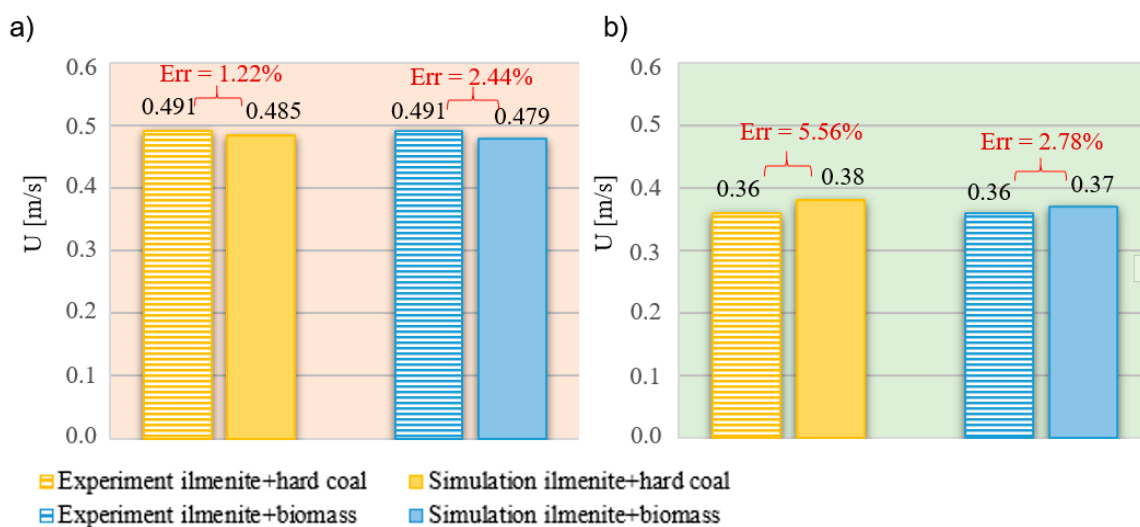 a)
U [m/s]
0.6
0.5
0.4
0.3
0.2
0.1
0.0
Err = 1.22%
0.491
0.485
Err = 2.44%
0.491
0.479
b)
U [m/s]
0.6
0.5
0.4
0.3
0.2
0.1
0.0
Err = 5.56%
0.36
0.38
Err = 2.78%
0.36
0.37
Experiment ilmenite+hard coal
Simulation ilmenite+hard coal
Experiment ilmenite+biomass
Simulation ilmenite+biomass